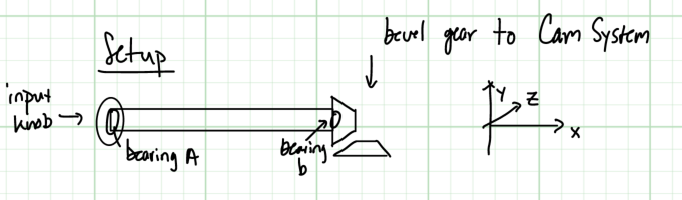 bevel gear to Cam System
Setup
input
knob →
bearing A
bearing
b
Y
Z
X